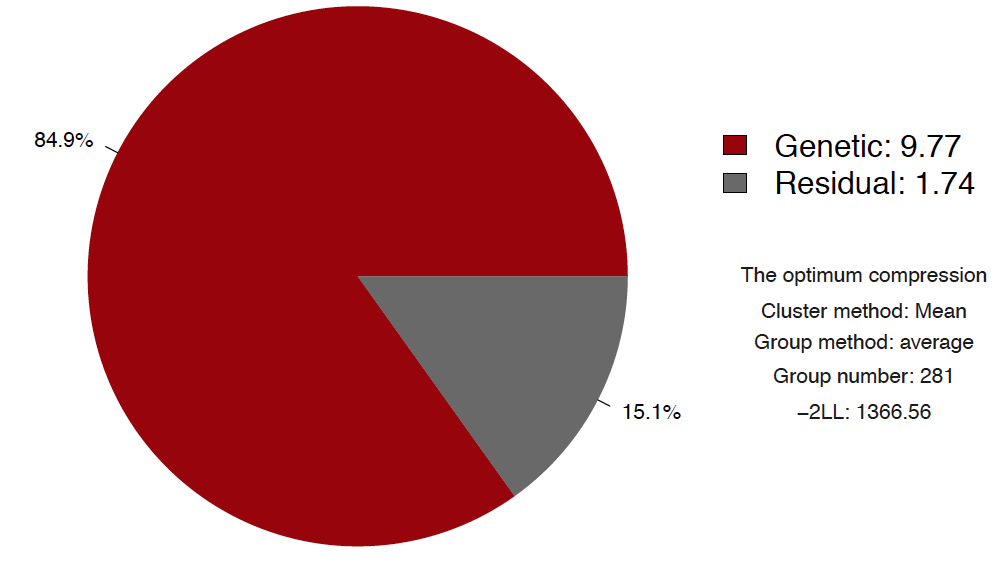 84.9%
Genetic: 9.77
Residual: 1.74
The optimum compression
Cluster method: Mean
Group method: average
Group number: 281
−2LL: 1366.56
15.1%